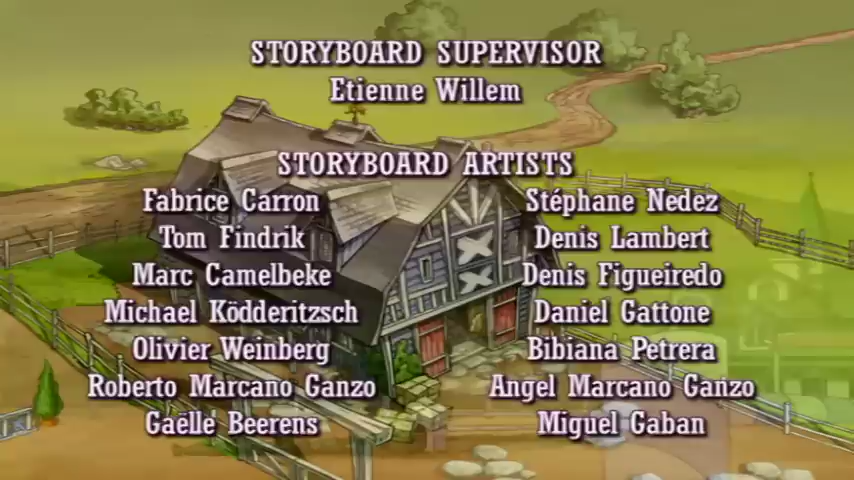 STORYBOARD SUPERVISOR
Etienne Willem
STORYBOARD ARTISTS
Fabrice Carron Stéphane Nedez
Tom Findrik Denis Lambert
Marc Camelbeke Denis Figueiredo
Michael Ködderitzsch Daniel Gattone
Olivier Weinberg Bibiana Petrera
Roberto Marcano Ganzo Angel Marcano Ganzo
Gaëlle Beerens Miguel Gaban